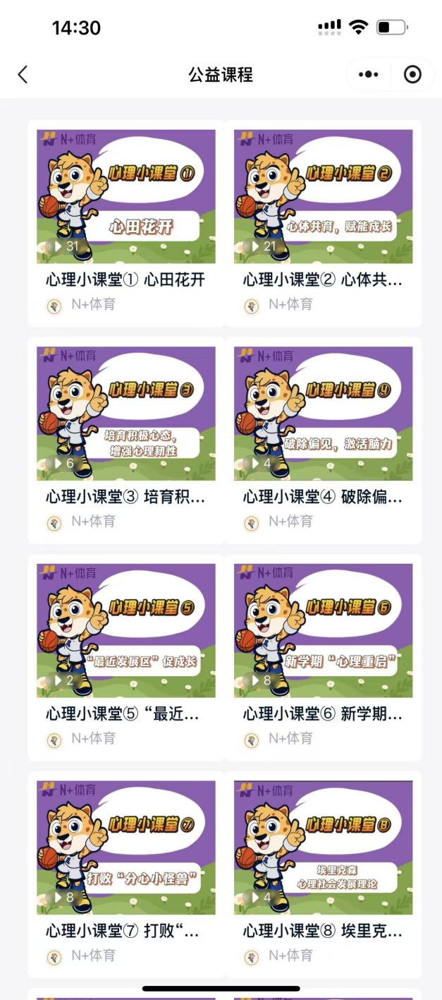 14:30
公益课程
N+体育
心理小课堂①
心田花开
31
心理小课堂① 心田花开
N+体育
N+体育
心理小课堂②
心体共育，赋能成长
21
心理小课堂② 心体共...
N+体育
N+体育
心理小课堂③
培育积极心态，
增强心理韧性
6
心理小课堂③ 培育积...
N+体育
N+体育
心理小课堂④
破除偏见，激活脑力
4
心理小课堂④ 破除偏...
N+体育
N+体育
心理小课堂⑤
“最近发展区”促成长
2
心理小课堂⑤ “最近...
N+体育
N+体育
心理小课堂⑥
新学期“心理重启”
8
心理小课堂⑥ 新学期...
N+体育
N+体育
心理小课堂⑦
打败“分心小怪兽”
8
心理小课堂⑦ 打败“...
N+体育
N+体育
心理小课堂⑧
埃里克森
心理社会发展理论
4
心理小课堂⑧ 埃里克...
N+体育